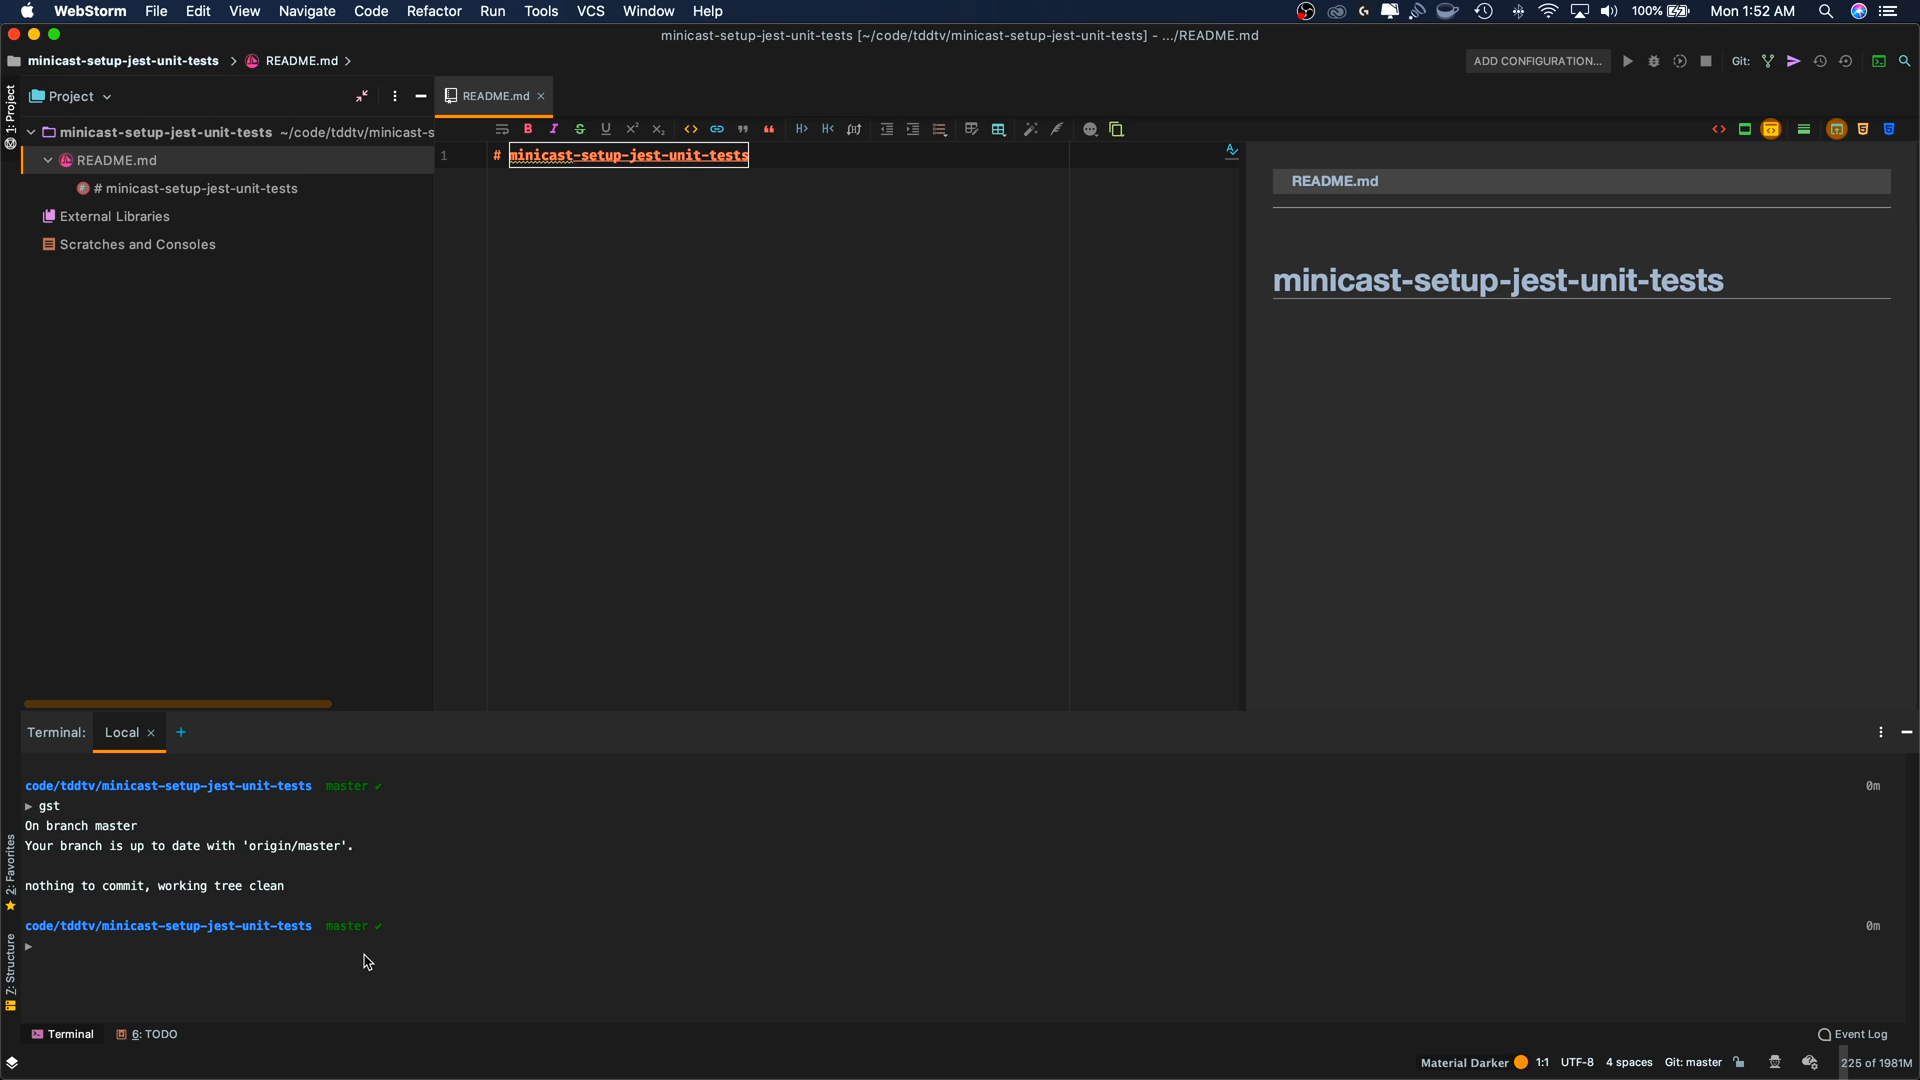 WebStorm File Edit View Navigate Code Refactor Run Tools VCS Window Help 100% Mon 1:52 AM
minicast-setup-jest-unit-tests [~/code/tddtv/minicast-setup-jest-unit-tests] - .../README.md
minicast-setup-jest-unit-tests README.md ADD CONFIGURATION... Git:
1: Project
Project README.md
minicast-setup-jest-unit-tests ~/code/tddtv/minicast-s
README.md
# minicast-setup-jest-unit-tests
External Libraries
Scratches and Consoles
1 # minicast-setup-jest-unit-tests
README.md
minicast-setup-jest-unit-tests
Terminal: Local +
code/tddtv/minicast-setup-jest-unit-tests master ✔ 0m
▶ gst
On branch master
Your branch is up to date with 'origin/master'.
nothing to commit, working tree clean
code/tddtv/minicast-setup-jest-unit-tests master ✔ 0m
▶
2: Favorites
7: Structure
Terminal 6: TODO Event Log
Material Darker 1:1 UTF-8 4 spaces Git: master 225 of 1981M